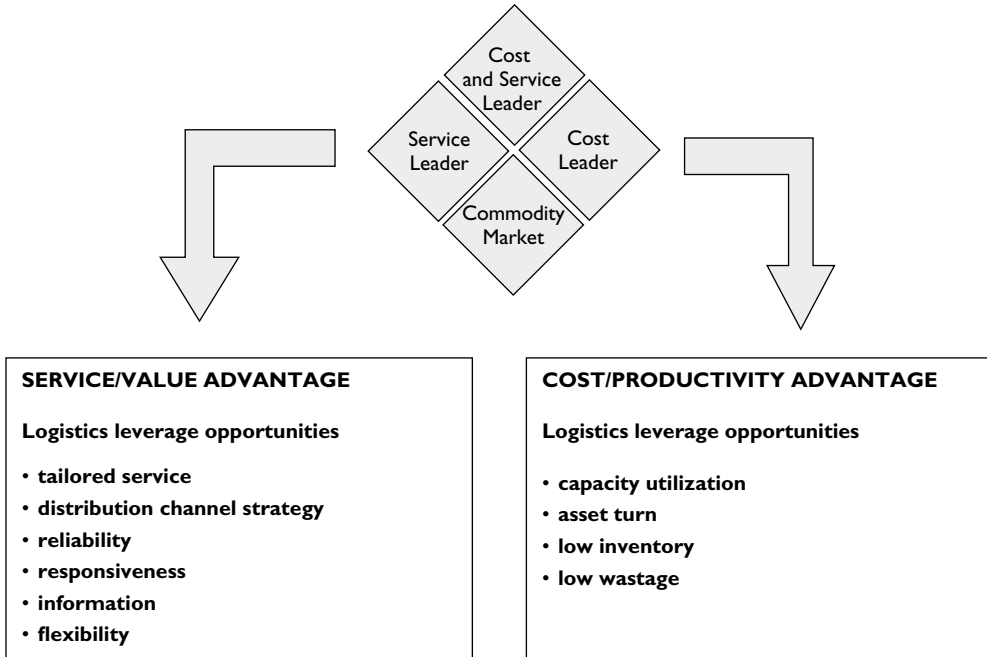 Cost
and Service
Leader
Service
Leader
Cost
Leader
Commodity
Market
SERVICE/VALUE ADVANTAGE
Logistics leverage opportunities
• tailored service
• distribution channel strategy
• reliability
• responsiveness
• information
• flexibility
COST/PRODUCTIVITY ADVANTAGE
Logistics leverage opportunities
• capacity utilization
• asset turn
• low inventory
• low wastage